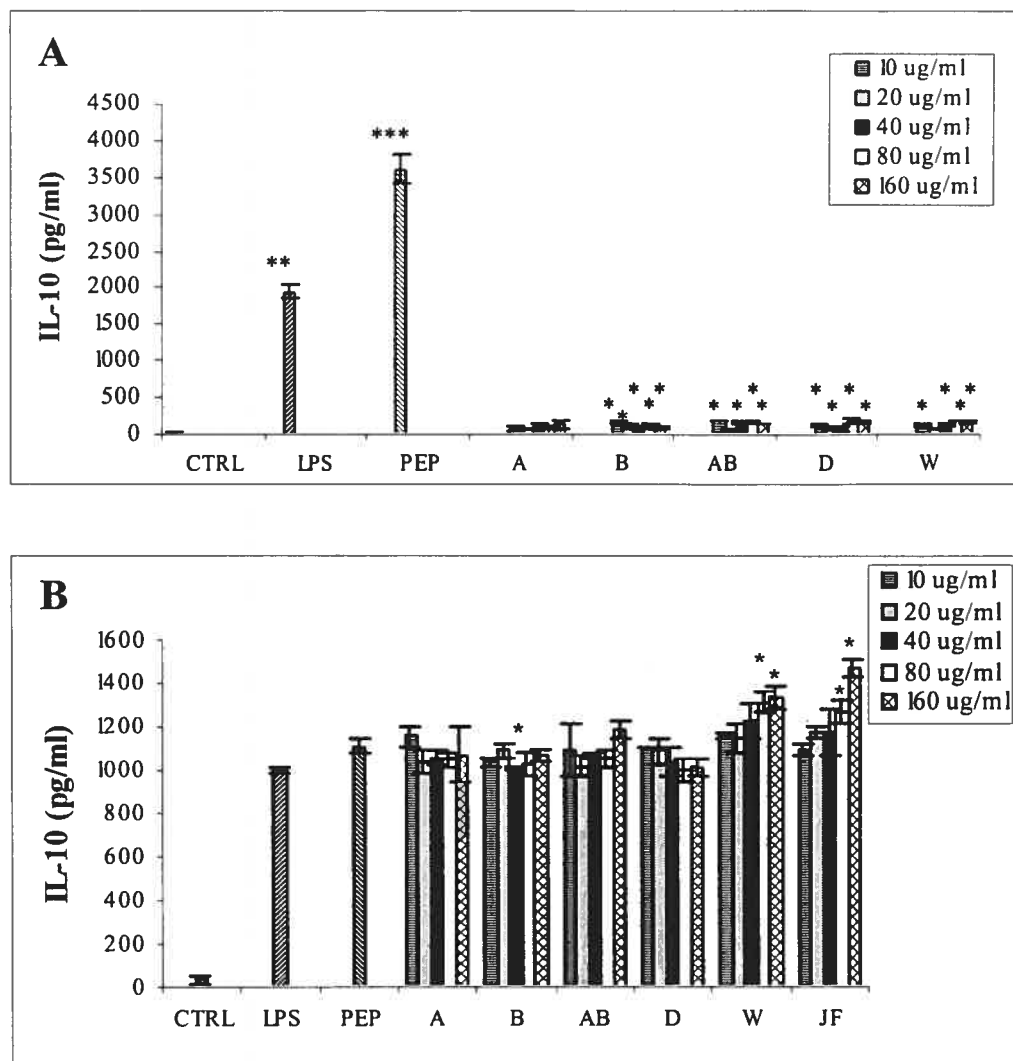 A
10 ug/ml
20 ug/ml
40 ug/ml
80 ug/ml
160 ug/ml
IL-10 (pg/ml)
4500
4000
3500
3000
2500
2000
1500
1000
500
0
** *** * * * * * * * * * * * * * * * * * *
CTRL LPS PEP A B AB D W
B
10 ug/ml
20 ug/ml
40 ug/ml
80 ug/ml
160 ug/ml
IL-10 (pg/ml)
1600
1400
1200
1000
800
600
400
200
0
* * * * *
CTRL LPS PEP A B AB D W JF